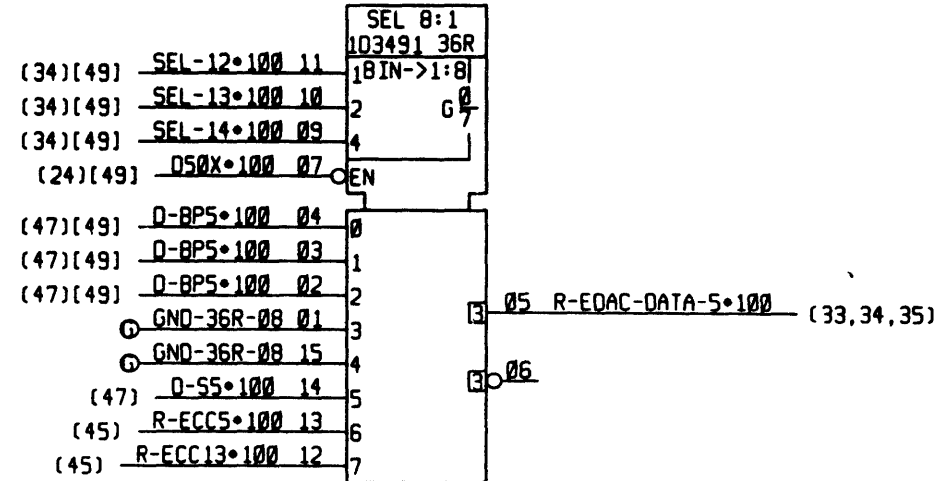 SEL 8:1
103491 36R
(34)[49] SEL-12•100 11 1 BIN->1:8
(34)[49] SEL-13•100 10 2 G 0/7
(34)[49] SEL-14•100 09 4
(24)[49] D50X•100 07 EN
(47)[49] D-BP5•100 04 0
(47)[49] D-BP5•100 03 1
(47)[49] D-BP5•100 02 2
3 05 R-EDAC-DATA-5•100 (33,34,35)
G GND-36R-08 01 3
G GND-36R-08 15 4
3 06
(47) D-S5•100 14 5
(45) R-ECC5•100 13 6
(45) R-ECC13•100 12 7